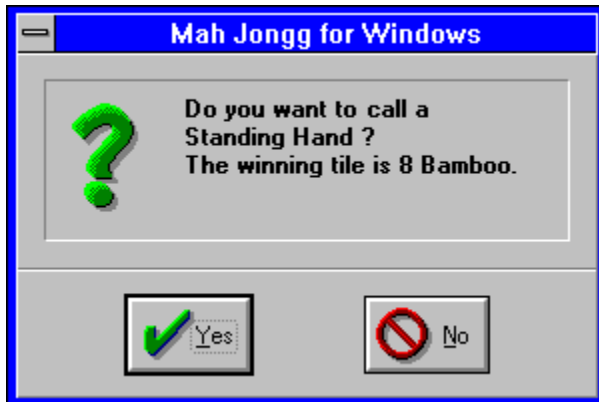 Mah Jongg for Windows
Do you want to call a
Standing Hand ?
The winning tile is 8 Bamboo.
Yes
No